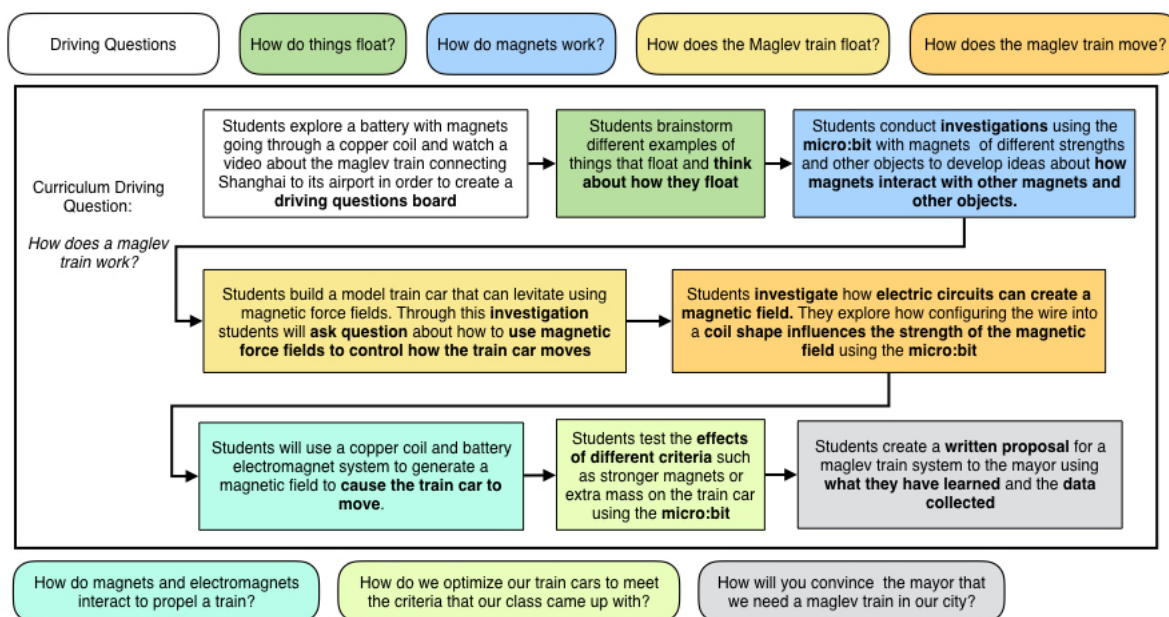 Driving Questions
How do things float?
How do magnets work?
How does the Maglev train float?
How does the maglev train move?
Curriculum Driving
Question:
How does a maglev
train work?
Students explore a battery with magnets
going through a copper coil and watch a
video about the maglev train connecting
Shanghai to its airport in order to create a
driving questions board
Students brainstorm
different examples of
things that float and think
about how they float
Students conduct investigations using the
micro:bit with magnets of different strengths
and other objects to develop ideas about how
magnets interact with other magnets and
other objects.
Students build a model train car that can levitate using
magnetic force fields. Through this investigation
students will ask question about how to use magnetic
force fields to control how the train car moves
Students investigate how electric circuits can create a
magnetic field. They explore how configuring the wire into
a coil shape influences the strength of the magnetic
field using the micro:bit
Students will use a copper coil and battery
electromagnet system to generate a
magnetic field to cause the train car to
move.
Students test the effects
of different criteria such
as stronger magnets or
extra mass on the train car
using the micro:bit
Students create a written proposal for a
maglev train system to the mayor using
what they have learned and the data
collected
How do magnets and electromagnets
interact to propel a train?
How do we optimize our train cars to meet
the criteria that our class came up with?
How will you convince the mayor that
we need a maglev train in our city?